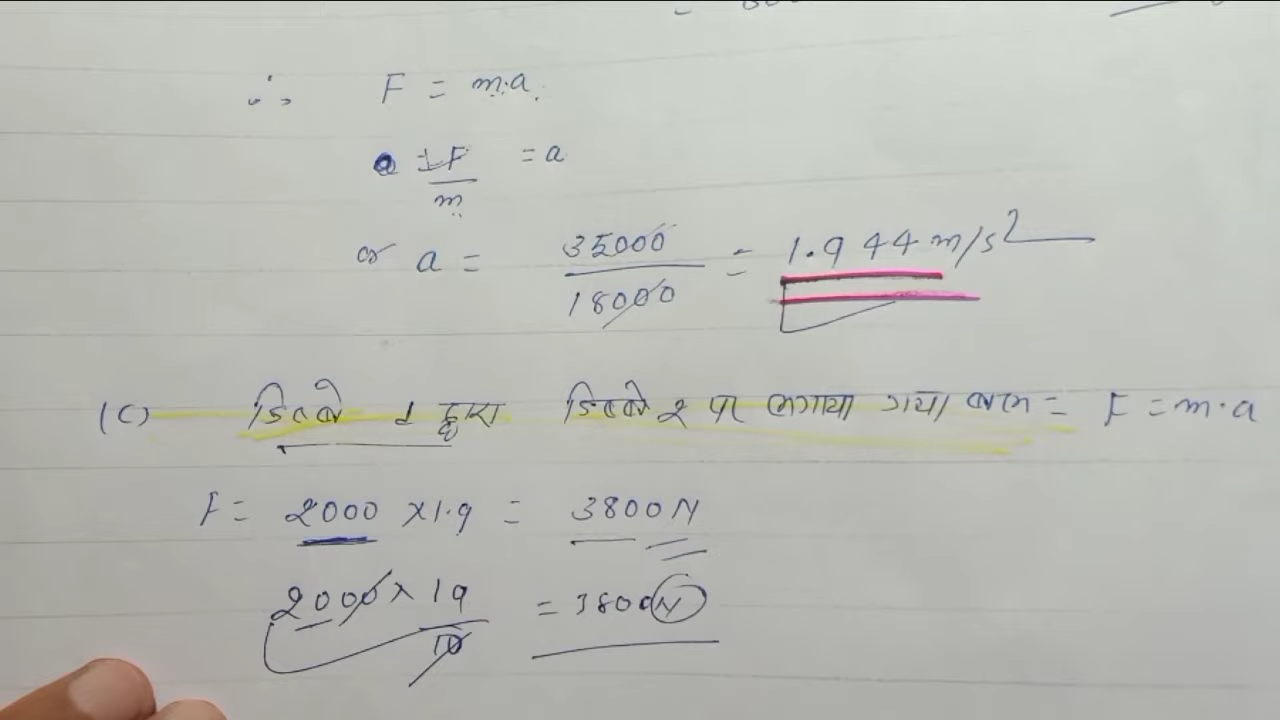 ∴ F = m.a.
= F/m = a
or a = 35000/18000 = 1.944 m/s²
(C) डिब्बे 1 द्वारा डिब्बे 2 पर लगाया गया बल = F = m.a
F = 2000 × 1.9 = 3800 N
2000 × 19/10 = 3800 N